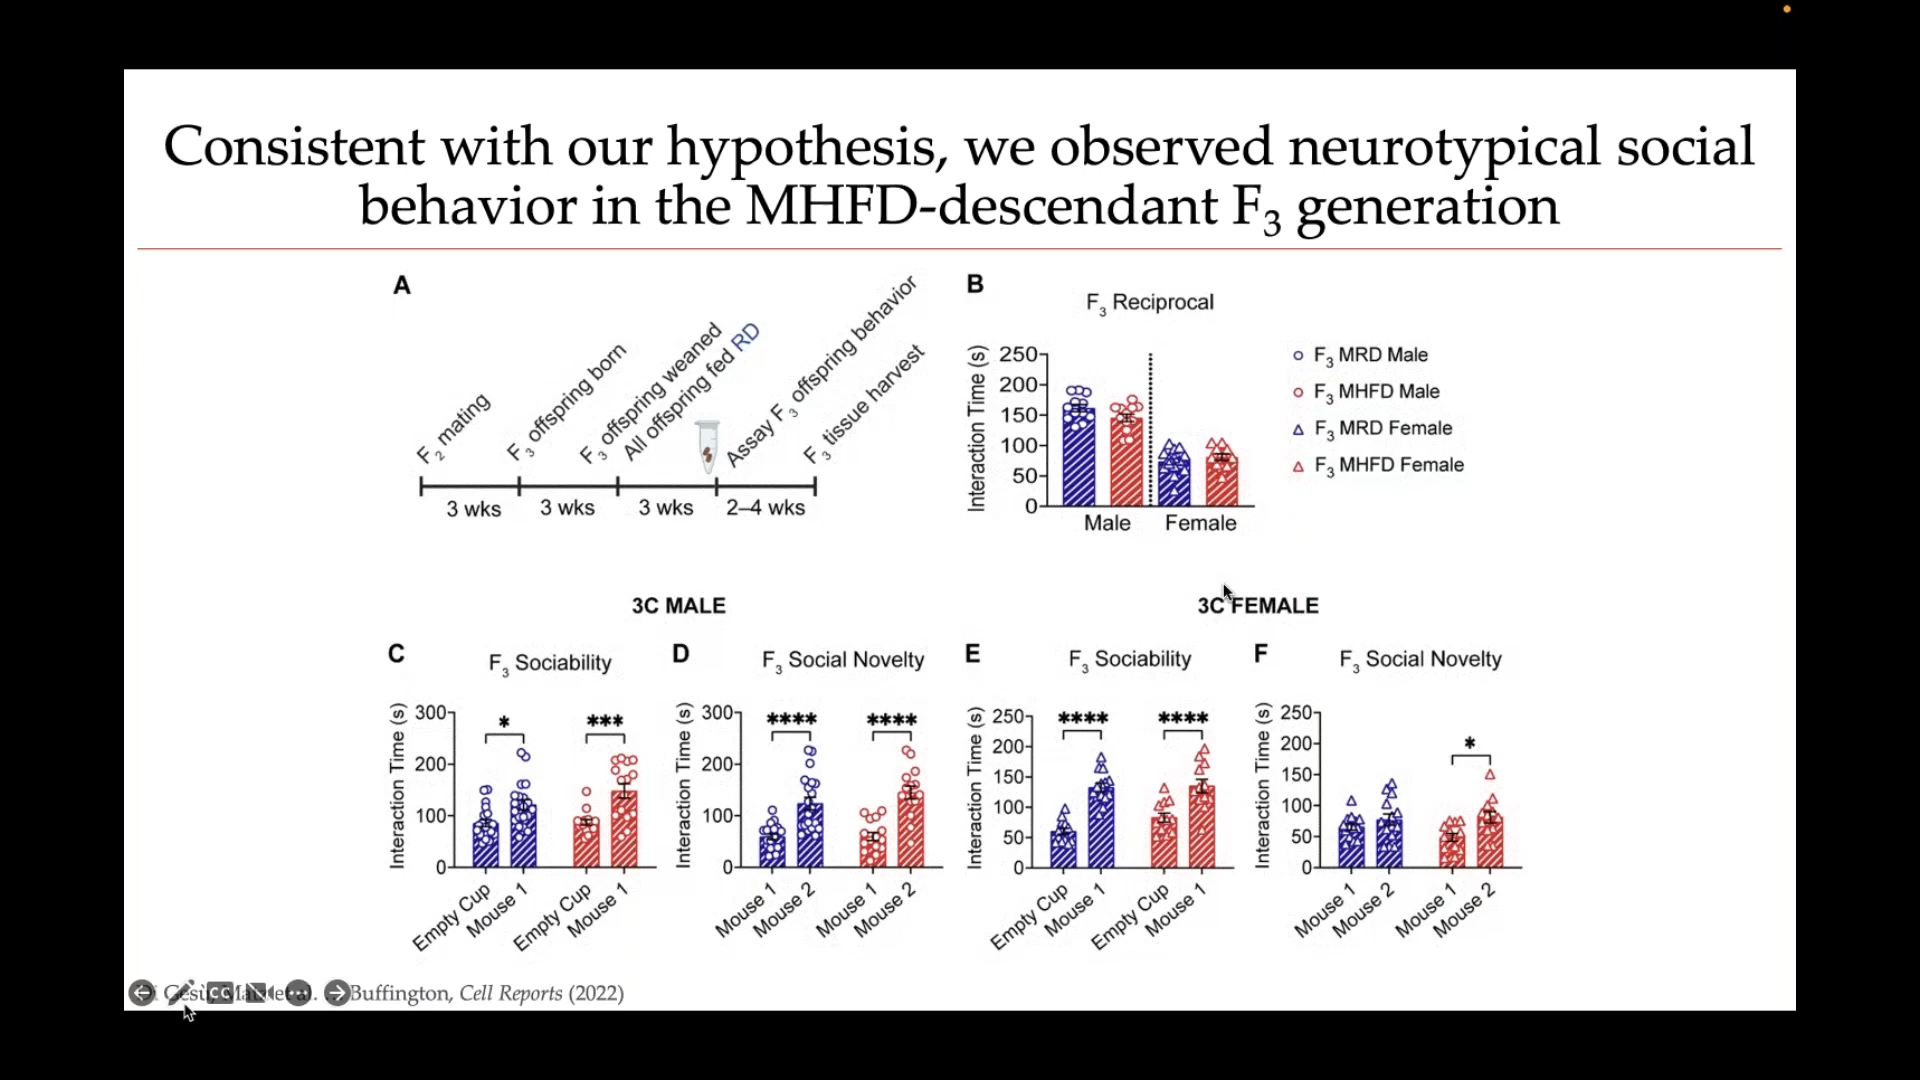 Consistent with our hypothesis, we observed neurotypical social
behavior in the MHFD-descendant F3 generation
A
F2 mating
F3 offspring born
F3 offspring weaned
All offspring fed RD
Assay F3 offspring behavior
F3 tissue harvest
3 wks
3 wks
3 wks
2–4 wks
B
F3 Reciprocal
Interaction Time (s)
250
200
150
100
50
0
Male
Female
F3 MRD Male
F3 MHFD Male
F3 MRD Female
F3 MHFD Female
3C MALE
3C FEMALE
C
F3 Sociability
Interaction Time (s)
300
200
100
0
*
***
Empty Cup
Mouse 1
Empty Cup
Mouse 1
D
F3 Social Novelty
Interaction Time (s)
300
200
100
0
****
****
Mouse 1
Mouse 2
Mouse 1
Mouse 2
E
F3 Sociability
Interaction Time (s)
250
200
150
100
50
0
****
****
Empty Cup
Mouse 1
Empty Cup
Mouse 1
F
F3 Social Novelty
Interaction Time (s)
250
200
150
100
50
0
*
Mouse 1
Mouse 2
Mouse 1
Mouse 2
Gesù, et al. Buffington, Cell Reports (2022)
CC